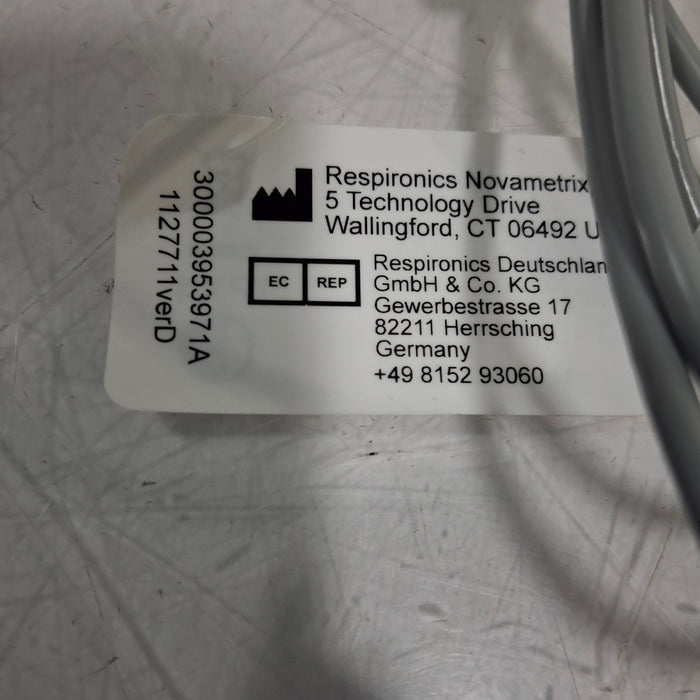 300003953971A
1127711verD
Respironics Novametrix
5 Technology Drive
Wallingford, CT 06492 U
EC REP
Respironics Deutschlan
GmbH & Co. KG
Gewerbestrasse 17
82211 Herrsching
Germany
+49 8152 93060